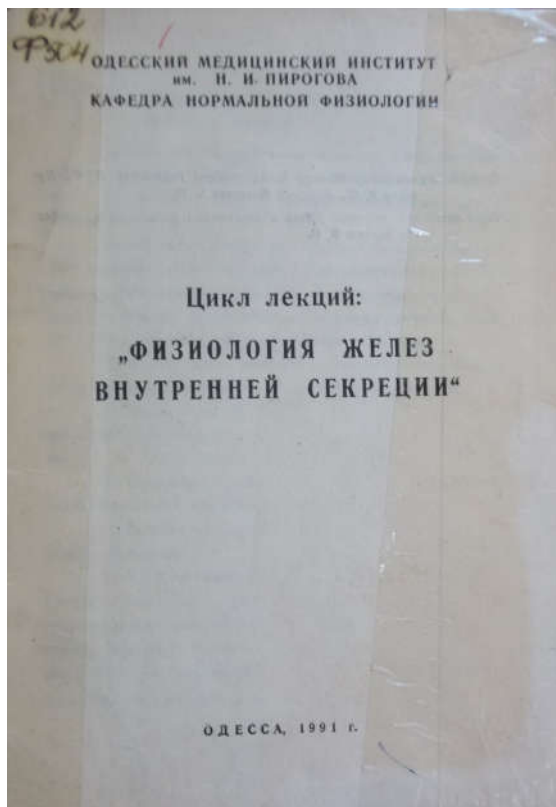 612
Ф504
ОДЕССКИЙ МЕДИЦИНСКИЙ ИНСТИТУТ
им. Н. И. ПИРОГОВА
КАФЕДРА НОРМАЛЬНОЙ ФИЗИОЛОГИИ
Цикл лекций:
„ФИЗИОЛОГИЯ ЖЕЛЕЗ
ВНУТРЕННЕЙ СЕКРЕЦИИ“
ОДЕССА, 1991 г.